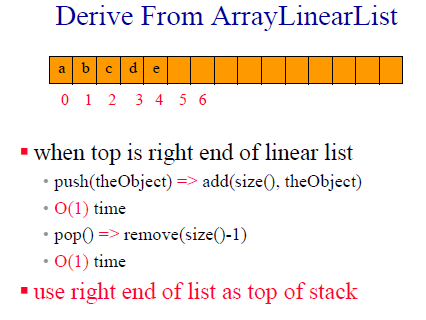 Derive From ArrayLinearList
a b c d e
0 1 2 3 4 5 6
▪ when top is right end of linear list
• push(theObject) => add(size(), theObject)
• O(1) time
• pop() => remove(size()-1)
• O(1) time
▪ use right end of list as top of stack